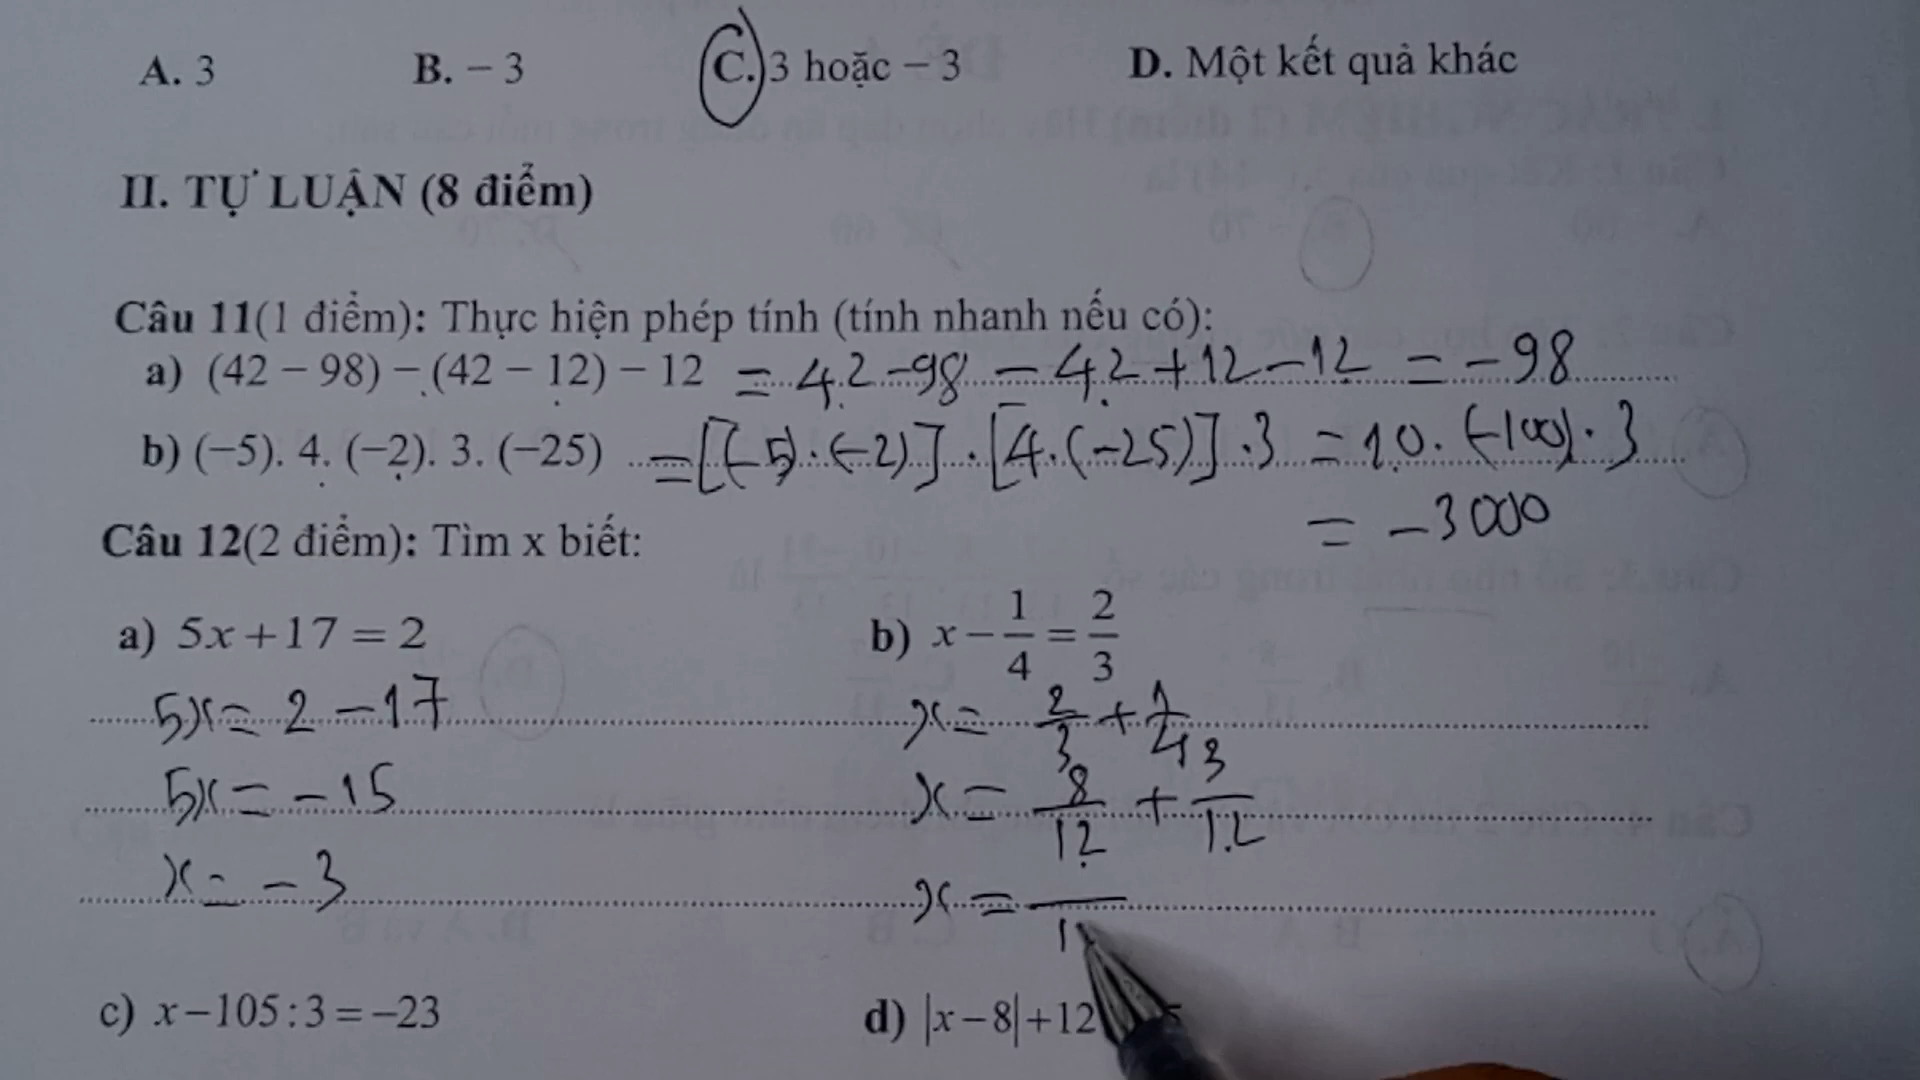 A. 3 B. – 3 C. 3 hoặc – 3 D. Một kết quả khác
II. TỰ LUẬN (8 điểm)
Câu 11(1 điểm): Thực hiện phép tính (tính nhanh nếu có):
a) (42 – 98) – (42 – 12) – 12 = 42 - 98 - 42 + 12 - 12 = - 98
b) (–5). 4. (–2). 3. (–25) = [(-5) . (-2)] . [4 . (-25)] . 3 = 10 . (-100) . 3
= - 3000
Câu 12(2 điểm): Tìm x biết:
a) 5x + 17 = 2 b) x – 1/4 = 2/3
5x = 2 - 17 x = 2/3 + 1/4
5x = - 15 x = 8/12 + 3/12
x = - 3 x =
c) x – 105 : 3 = –23 d) |x – 8| + 12